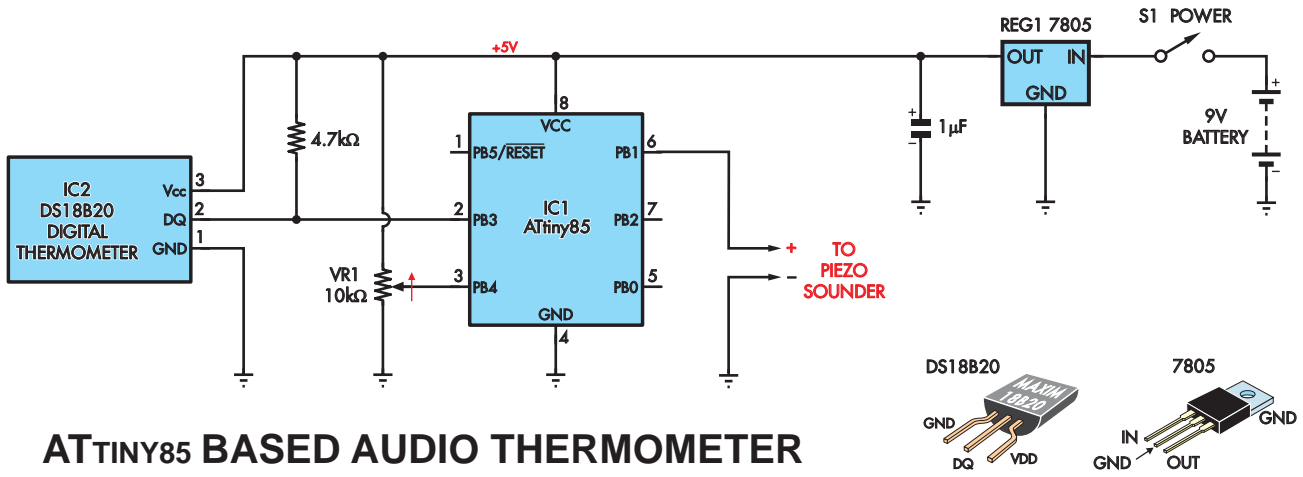 S1 POWER
REG1 7805
+5V
OUT IN
GND
8
VCC
+
4.7kΩ
1
PB5/RESET
PB1
6
+
1µF
−
9V
BATTERY
+
−
IC2
DS18B20
DIGITAL
THERMOMETER
Vcc
3
DQ
2
GND
1
2
PB3
IC1
ATtiny85
PB2
7
VR1
10kΩ
3
PB4
PB0
5
GND
4
+
−
TO
PIEZO
SOUNDER
DS18B20
MAXIM
18B20
GND
DQ
VDD
7805
GND
IN
GND
OUT
ATTINY85 BASED AUDIO THERMOMETER